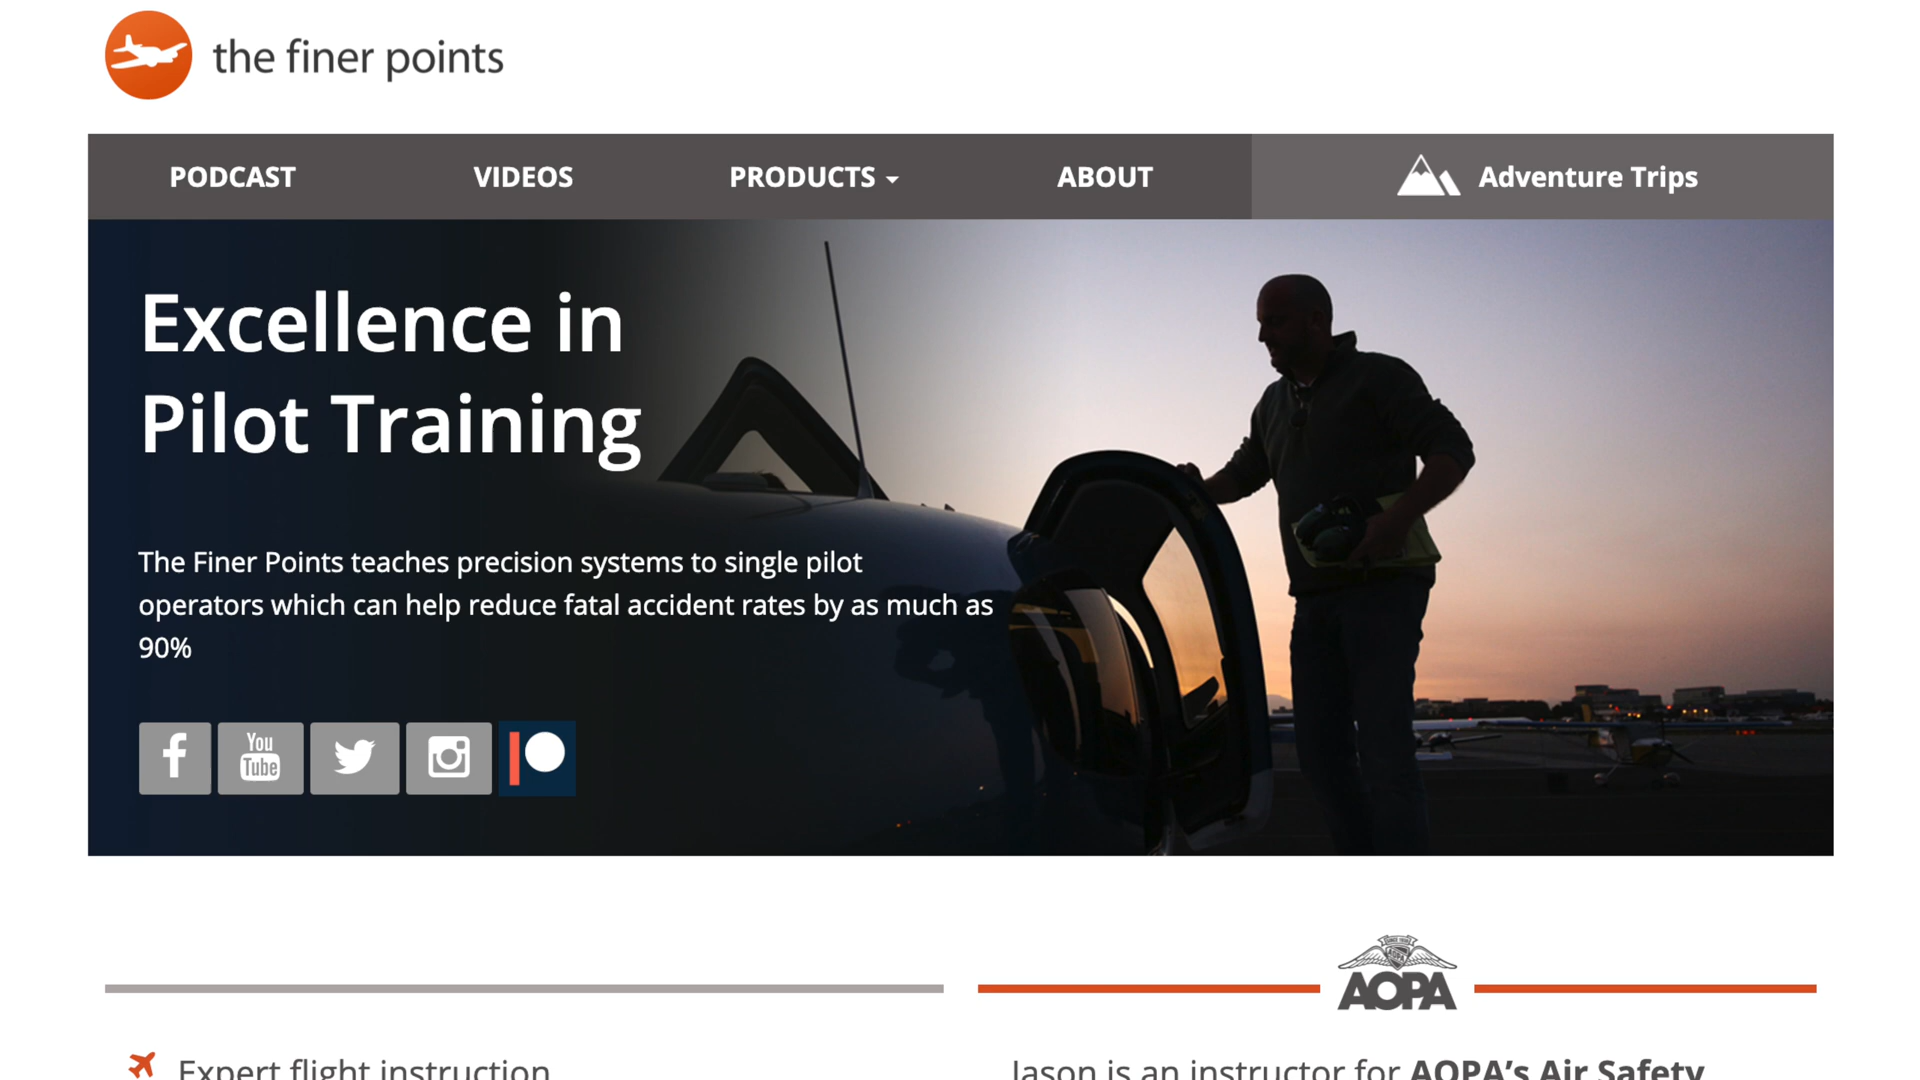 the finer points
PODCAST
VIDEOS
PRODUCTS
ABOUT
Adventure Trips
Excellence in
Pilot Training
The Finer Points teaches precision systems to single pilot
operators which can help reduce fatal accident rates by as much as
90%
You
Tube
AOPA
Expert flight instruction
Jason is an instructor for AOPA's Air Safety